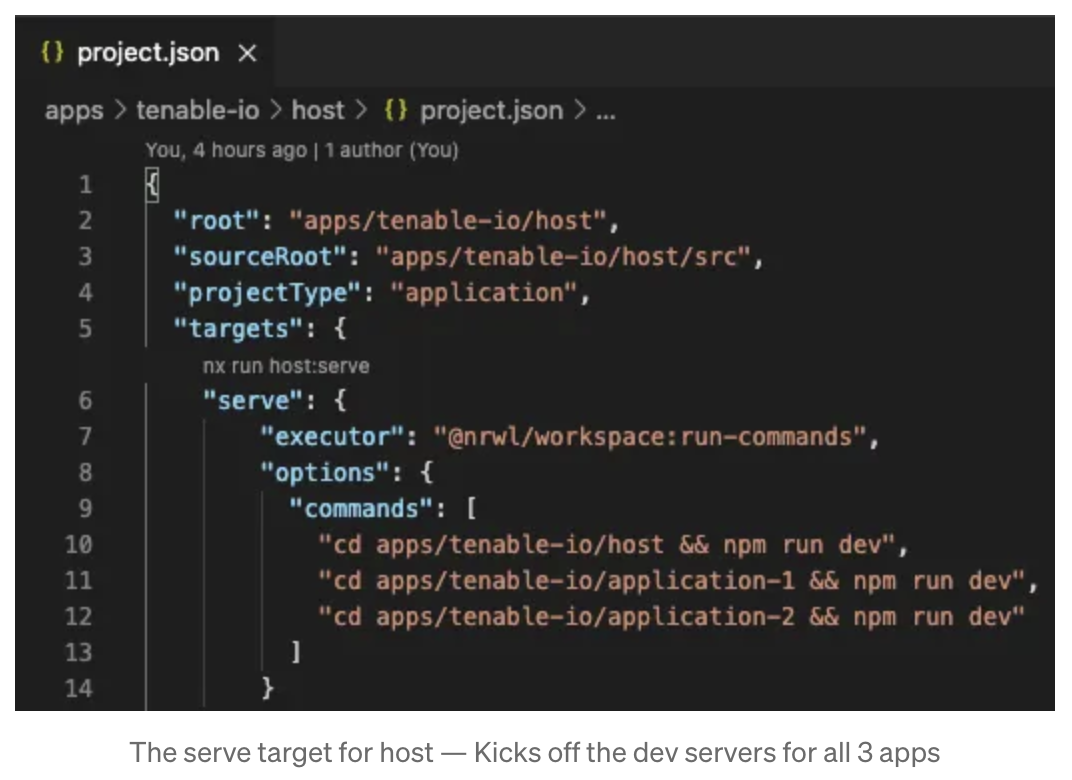 {} project.json ×
apps > tenable-io > host > {} project.json > ...
You, 4 hours ago | 1 author (You)
1 {
2 "root": "apps/tenable-io/host",
3 "sourceRoot": "apps/tenable-io/host/src",
4 "projectType": "application",
5 "targets": {
nx run host:serve
6 "serve": {
7 "executor": "@nrwl/workspace:run-commands",
8 "options": {
9 "commands": [
10 "cd apps/tenable-io/host && npm run dev",
11 "cd apps/tenable-io/application-1 && npm run dev",
12 "cd apps/tenable-io/application-2 && npm run dev"
13 ]
14 }
The serve target for host — Kicks off the dev servers for all 3 apps